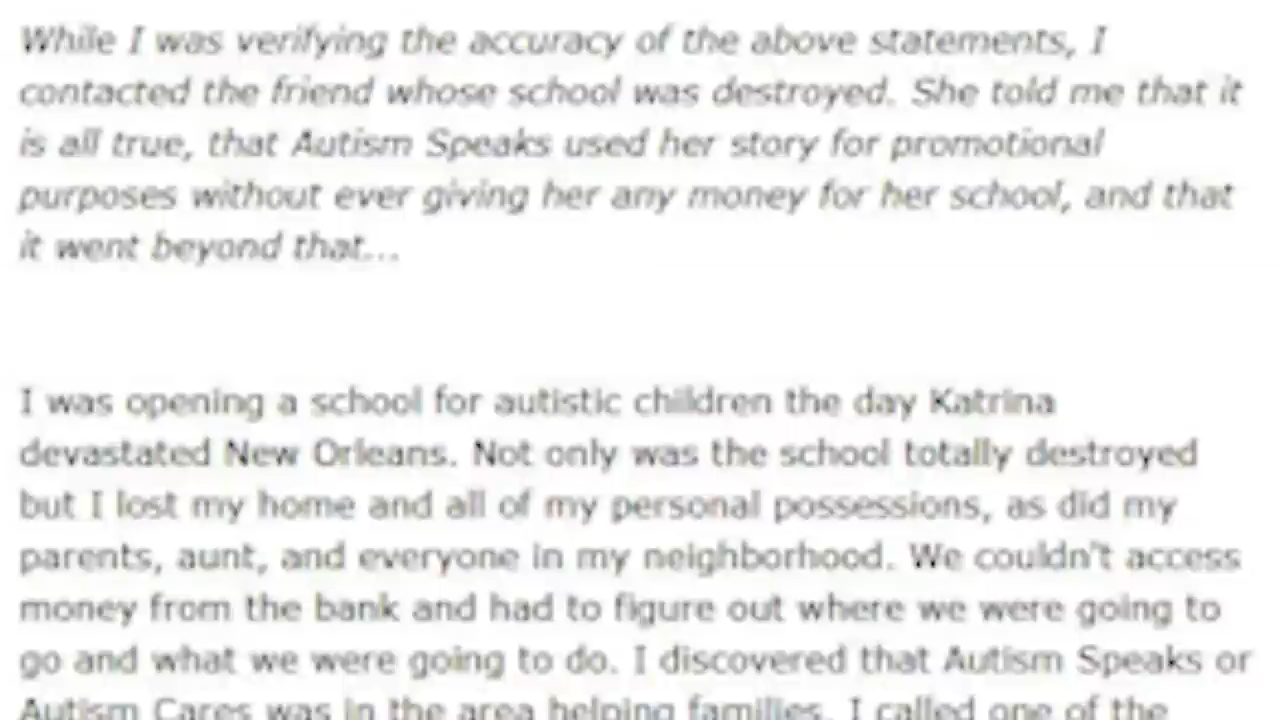 While I was verifying the accuracy of the above statements, I
contacted the friend whose school was destroyed. She told me that it
is all true, that Autism Speaks used her story for promotional
purposes without ever giving her any money for her school, and that
it went beyond that...
I was opening a school for autistic children the day Katrina
devastated New Orleans. Not only was the school totally destroyed
but I lost my home and all of my personal possessions, as did my
parents, aunt, and everyone in my neighborhood. We couldn't access
money from the bank and had to figure out where we were going to
go and what we were going to do. I discovered that Autism Speaks or
Autism Cares was in the area helping families. I called one of the